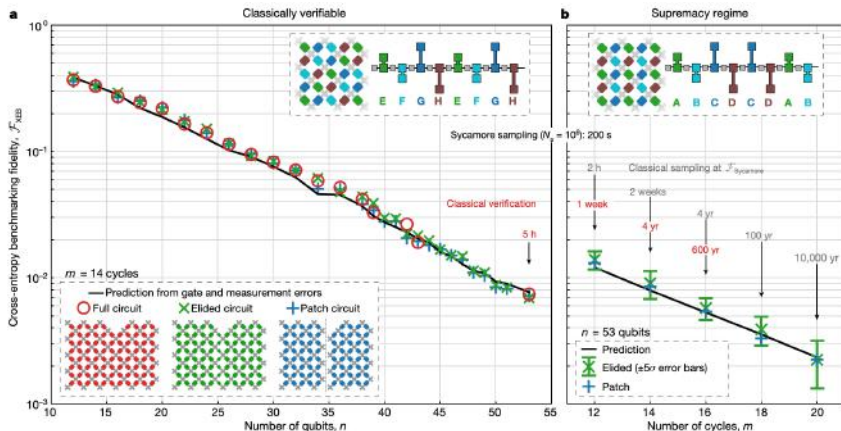 a
Classically verifiable
b
Supremacy regime
10⁰
10⁻¹
10⁻²
10⁻³
Cross-entropy benchmarking fidelity, ℱXEB
E F G H E F G H
A B C D C D A B
Sycamore sampling (Nₛ = 10⁶): 200 s
Classical sampling at ℱSycamore
Classical verification
5 h
2 h
1 week
2 weeks
4 yr
4 yr
600 yr
100 yr
10,000 yr
m = 14 cycles
Prediction from gate and measurement errors
Full circuit
Elided circuit
Patch circuit
n = 53 qubits
Prediction
Elided (±5σ error bars)
Patch
10 15 20 25 30 35 40 45 50 55
Number of qubits, n
12 14 16 18 20
Number of cycles, m